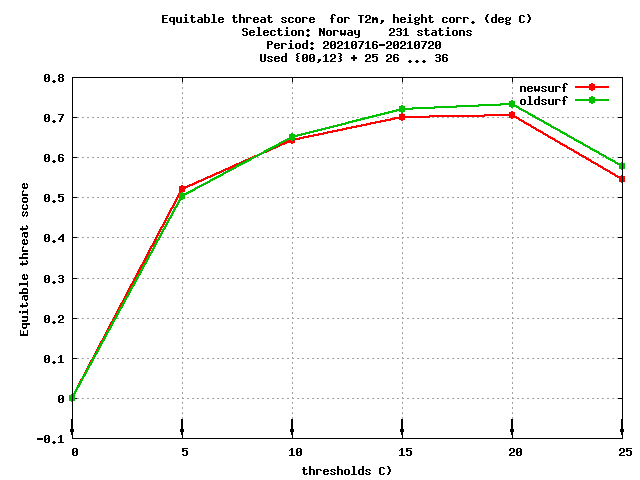 Equitable threat score  for T2m, height corr. (deg C)
Selection: Norway    231 stations
Period: 20210716-20210720
Used {00,12} + 25 26 ... 36
newsurf
oldsurf
Equitable threat score
0.8
0.7
0.6
0.5
0.4
0.3
0.2
0.1
0
-0.1
0 5 10 15 20 25
thresholds C)